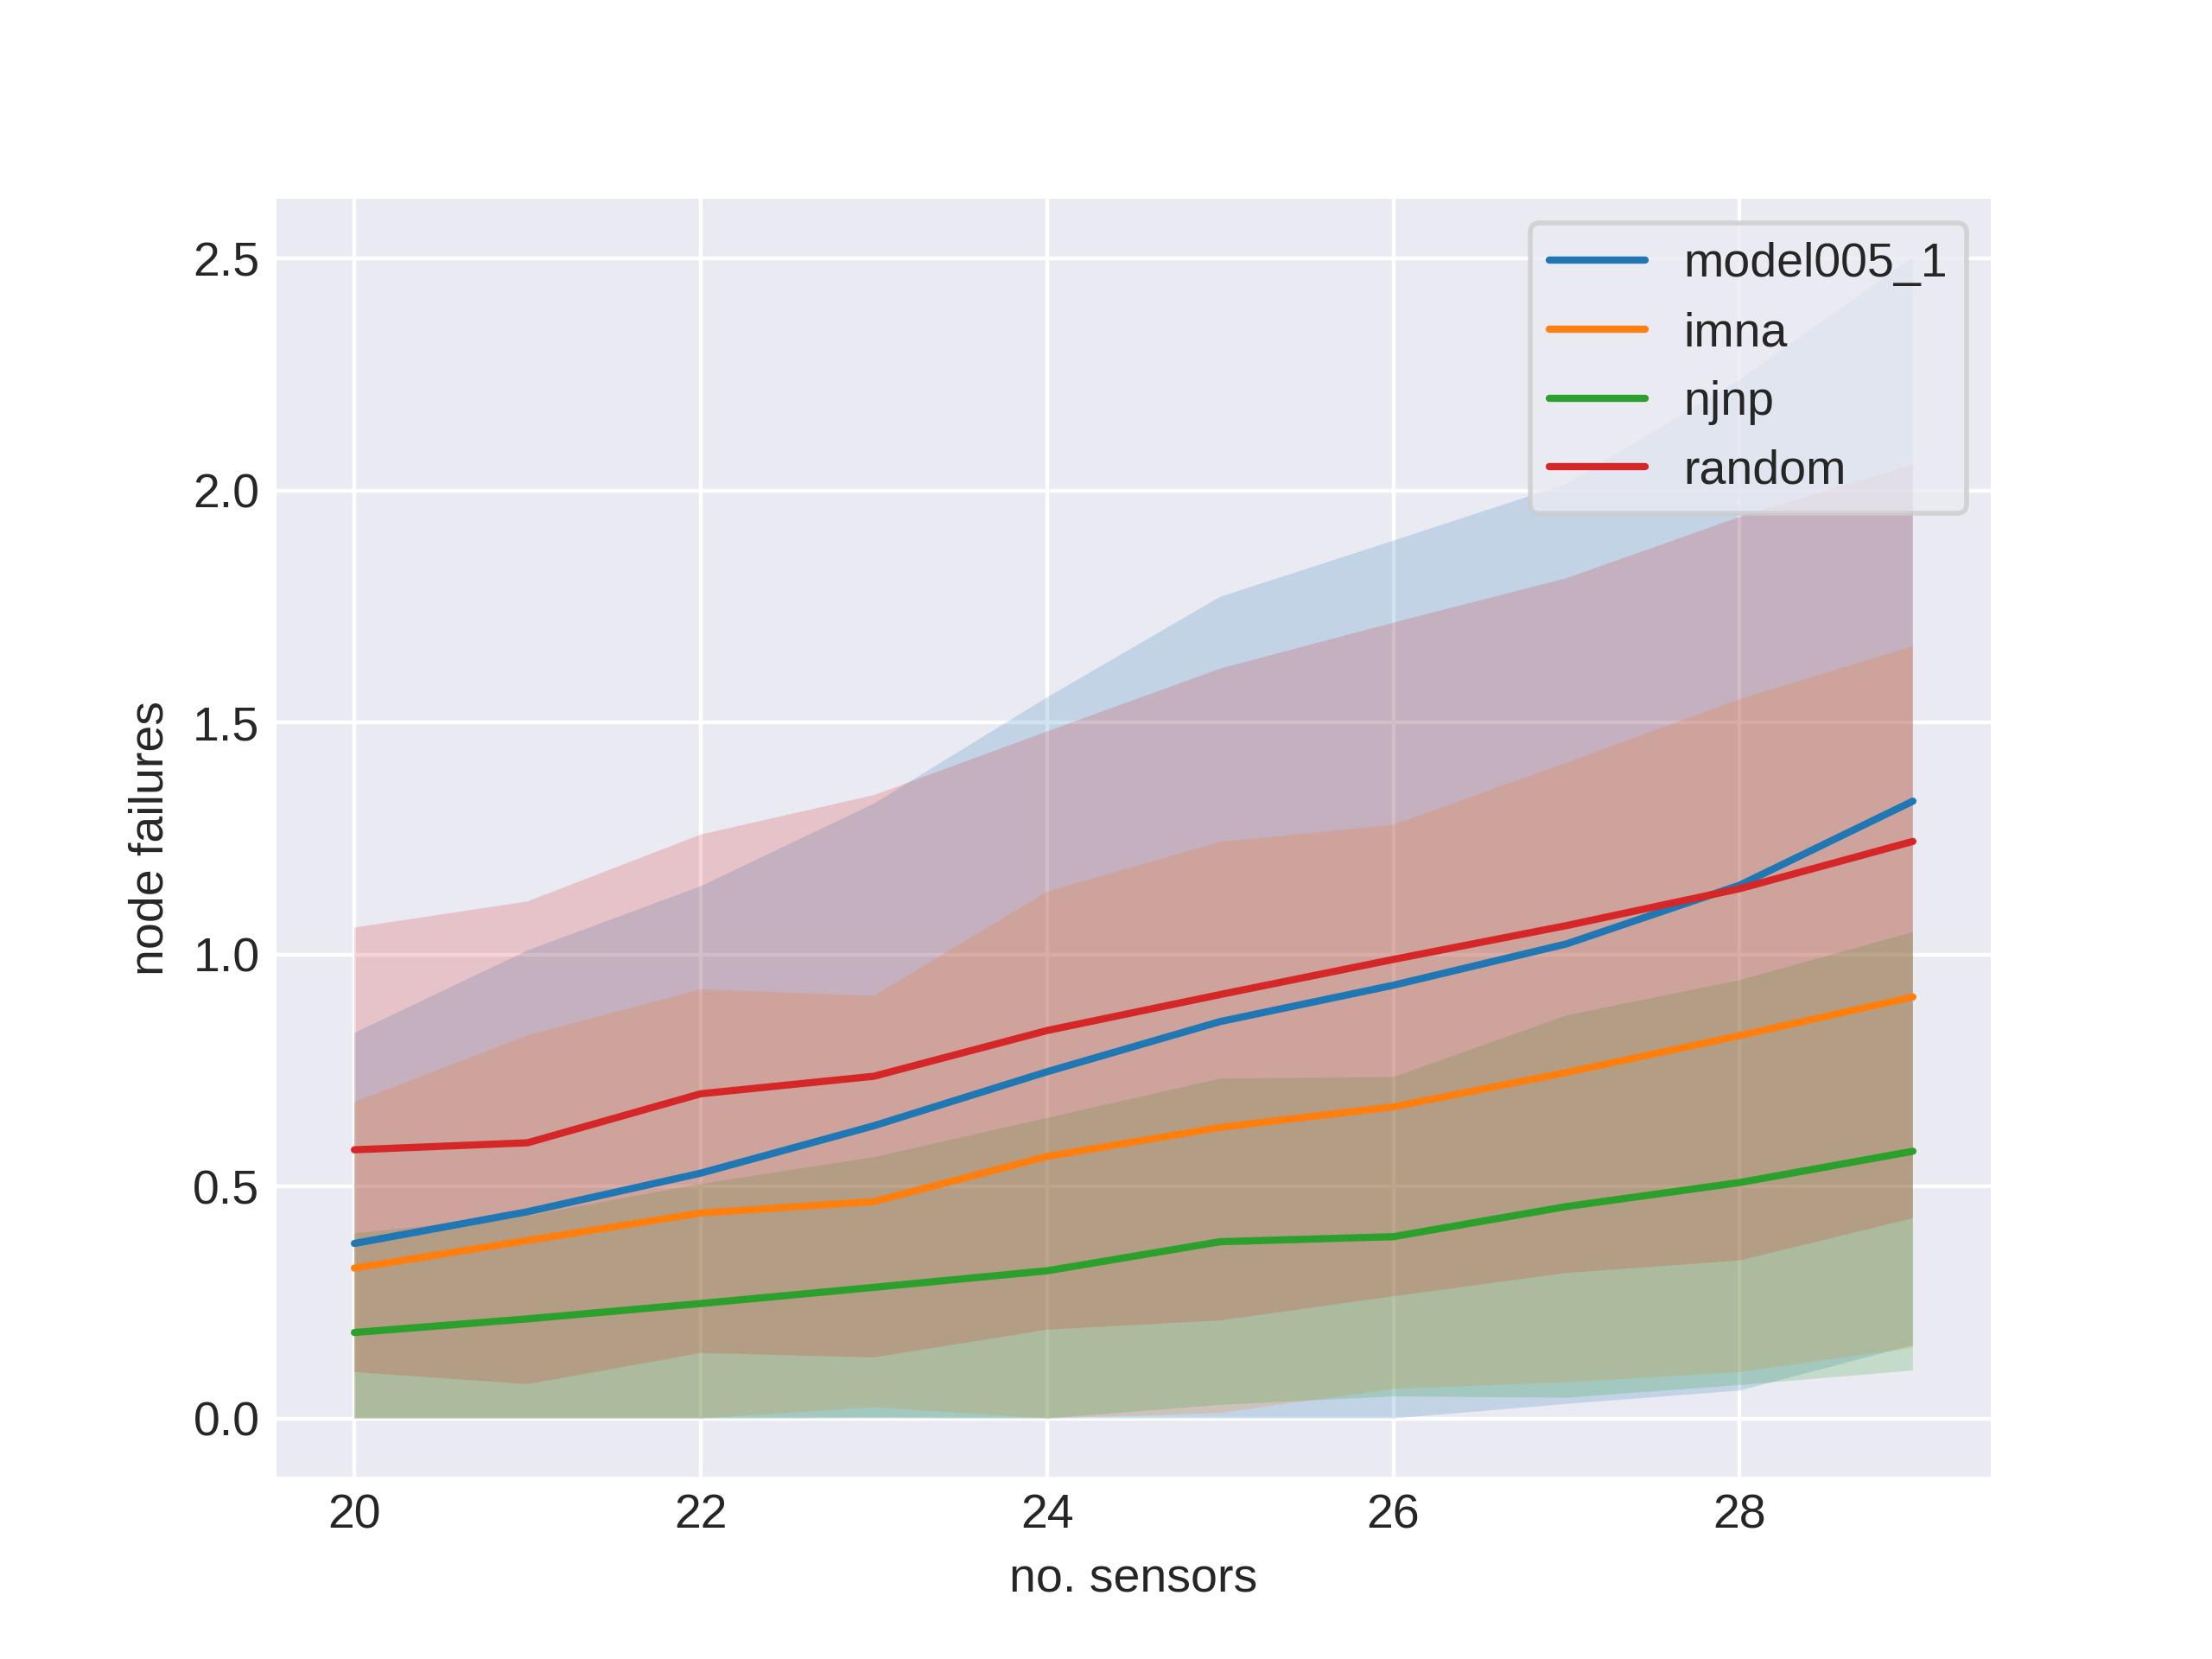 2.5
2.0
1.5
1.0
0.5
0.0
node failures
20 22 24 26 28
no. sensors
model005_1
imna
njnp
random